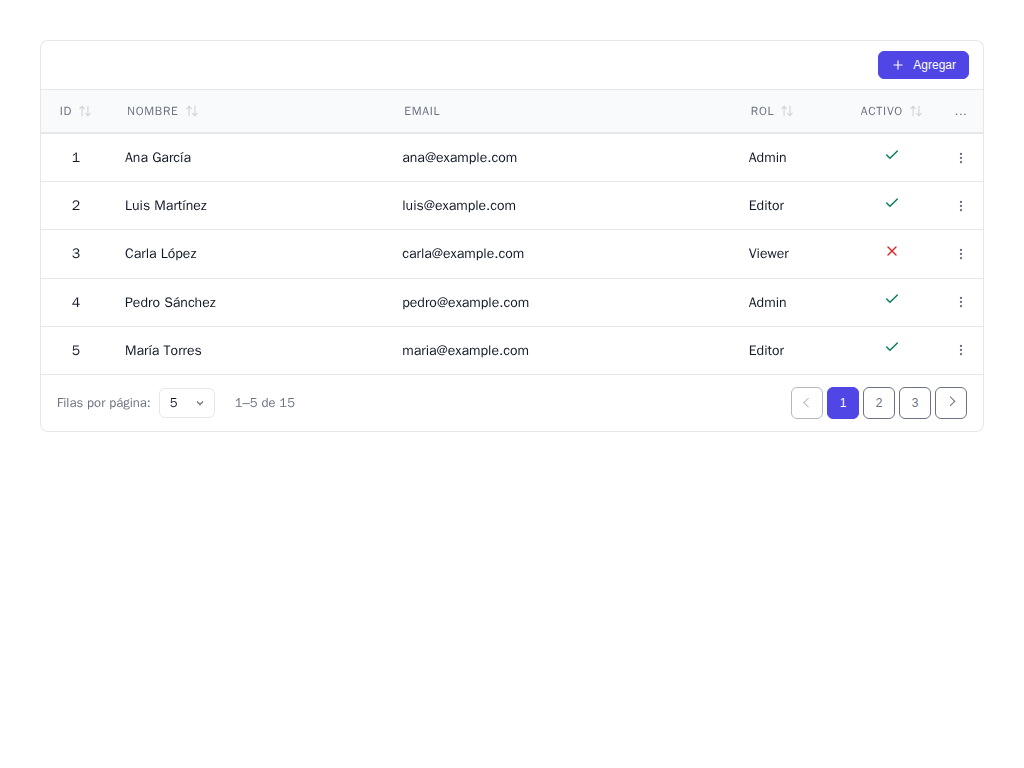 Agregar
ID NOMBRE EMAIL ROL ACTIVO ...
1 Ana García ana@example.com Admin
2 Luis Martínez luis@example.com Editor
3 Carla López carla@example.com Viewer
4 Pedro Sánchez pedro@example.com Admin
5 María Torres maria@example.com Editor
Filas por página: 5 1–5 de 15 1 2 3